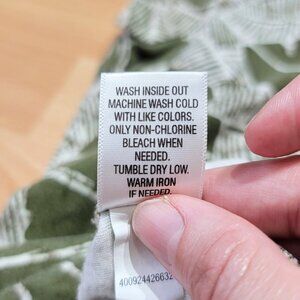 WASH INSIDE OUT
MACHINE WASH COLD
WITH LIKE COLORS.
ONLY NON-CHLORINE
BLEACH WHEN
NEEDED.
TUMBLE DRY LOW.
WARM IRON
IF NEEDED.
400924426632